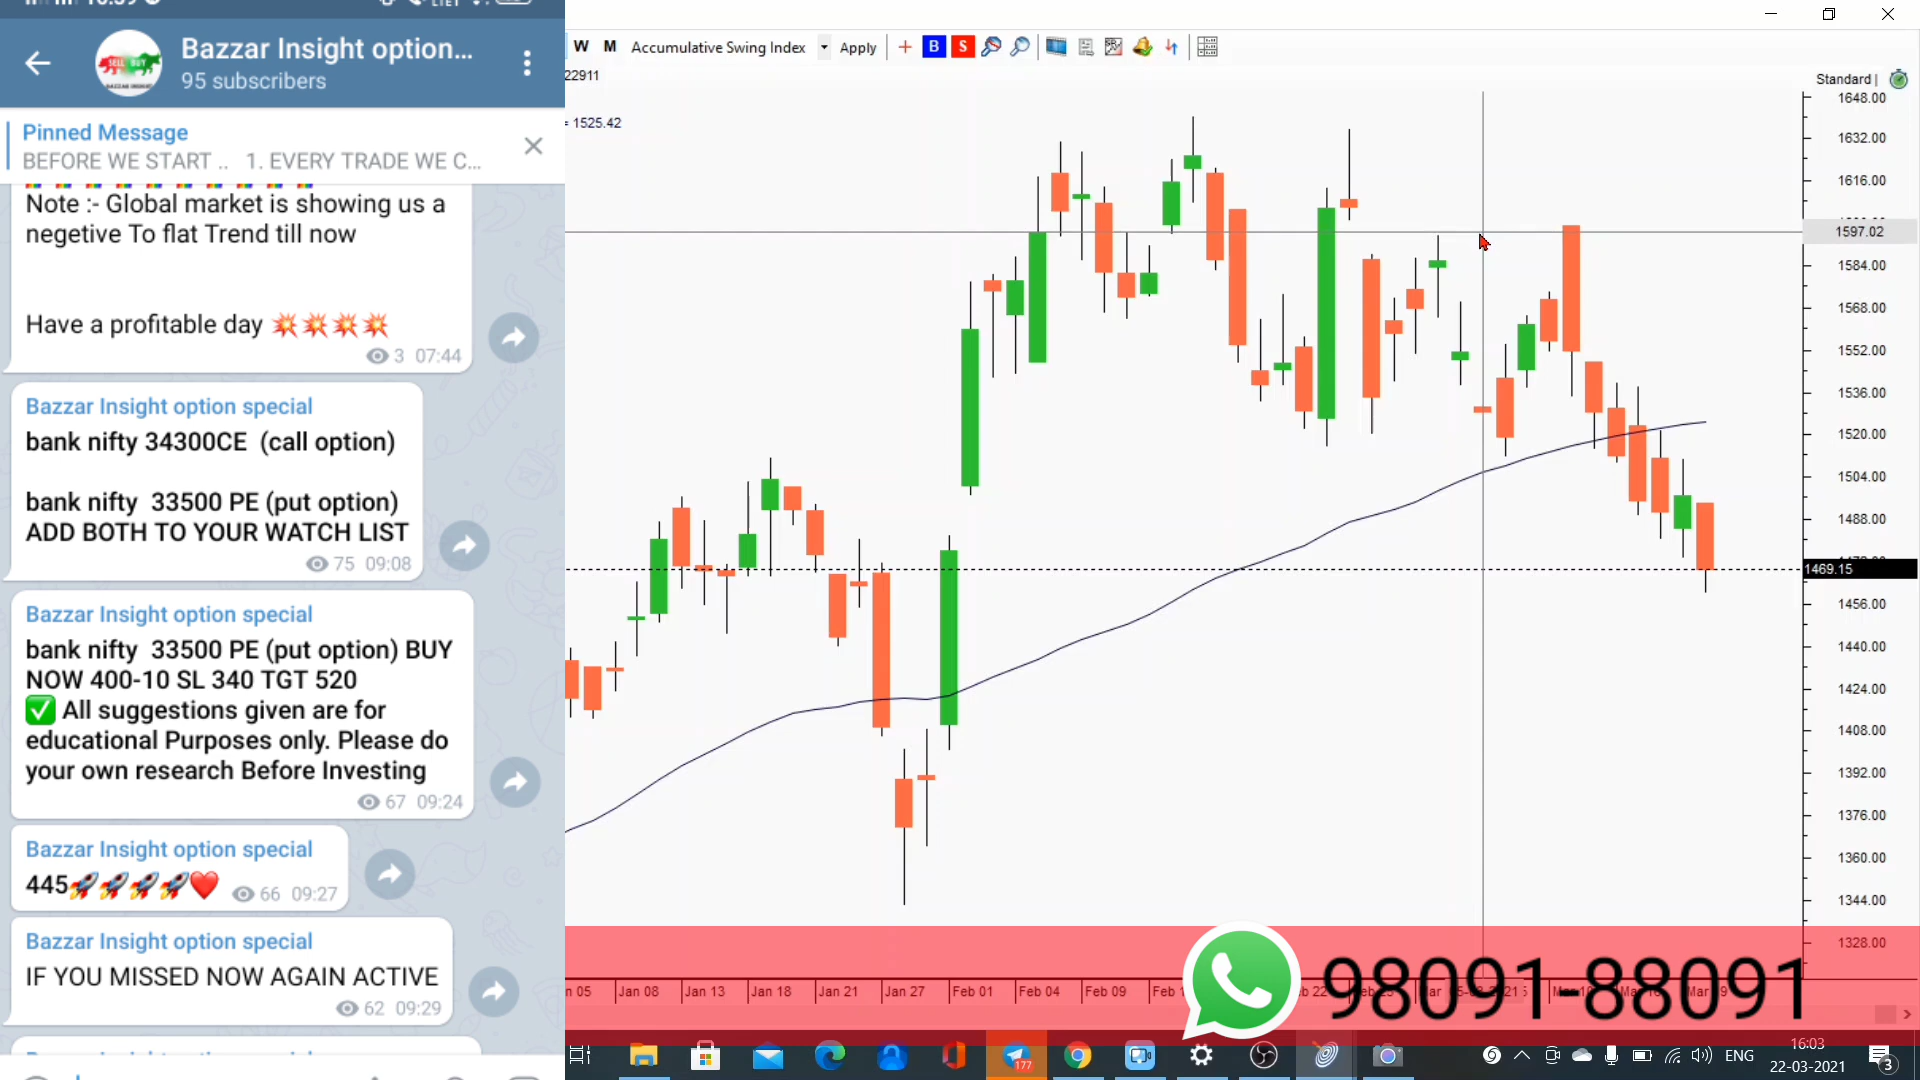 Bazzar Insight option...
95 subscribers
Pinned Message
BEFORE WE START .. 1. EVERY TRADE WE C...
Note :- Global market is showing us a
negetive To flat Trend till now
Have a profitable day 💥💥💥💥
3 07:44
Bazzar Insight option special
bank nifty 34300CE (call option)
bank nifty 33500 PE (put option)
ADD BOTH TO YOUR WATCH LIST
75 09:08
Bazzar Insight option special
bank nifty 33500 PE (put option) BUY
NOW 400-10 SL 340 TGT 520
✅ All suggestions given are for
educational Purposes only. Please do
your own research Before Investing
67 09:24
Bazzar Insight option special
445🚀🚀🚀🚀❤️ 66 09:27
Bazzar Insight option special
IF YOU MISSED NOW AGAIN ACTIVE
62 09:29
W M Accumulative Swing Index Apply B S
22911
= 1525.42
Standard |
1648.00
1632.00
1616.00
1597.02
1584.00
1568.00
1552.00
1536.00
1520.00
1504.00
1488.00
1469.15
1456.00
1440.00
1424.00
1408.00
1392.00
1376.00
1360.00
1344.00
1328.00
Jan 08 Jan 13 Jan 18 Jan 21 Jan 27 Feb 01 Feb 04 Feb 09
98091-88091
177
ENG
16:03
22-03-2021
3